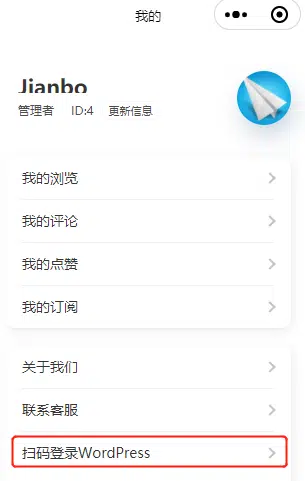 我的
Jianbo
管理者 ID:4 更新信息
我的浏览
我的评论
我的点赞
我的订阅
关于我们
联系客服
扫码登录WordPress